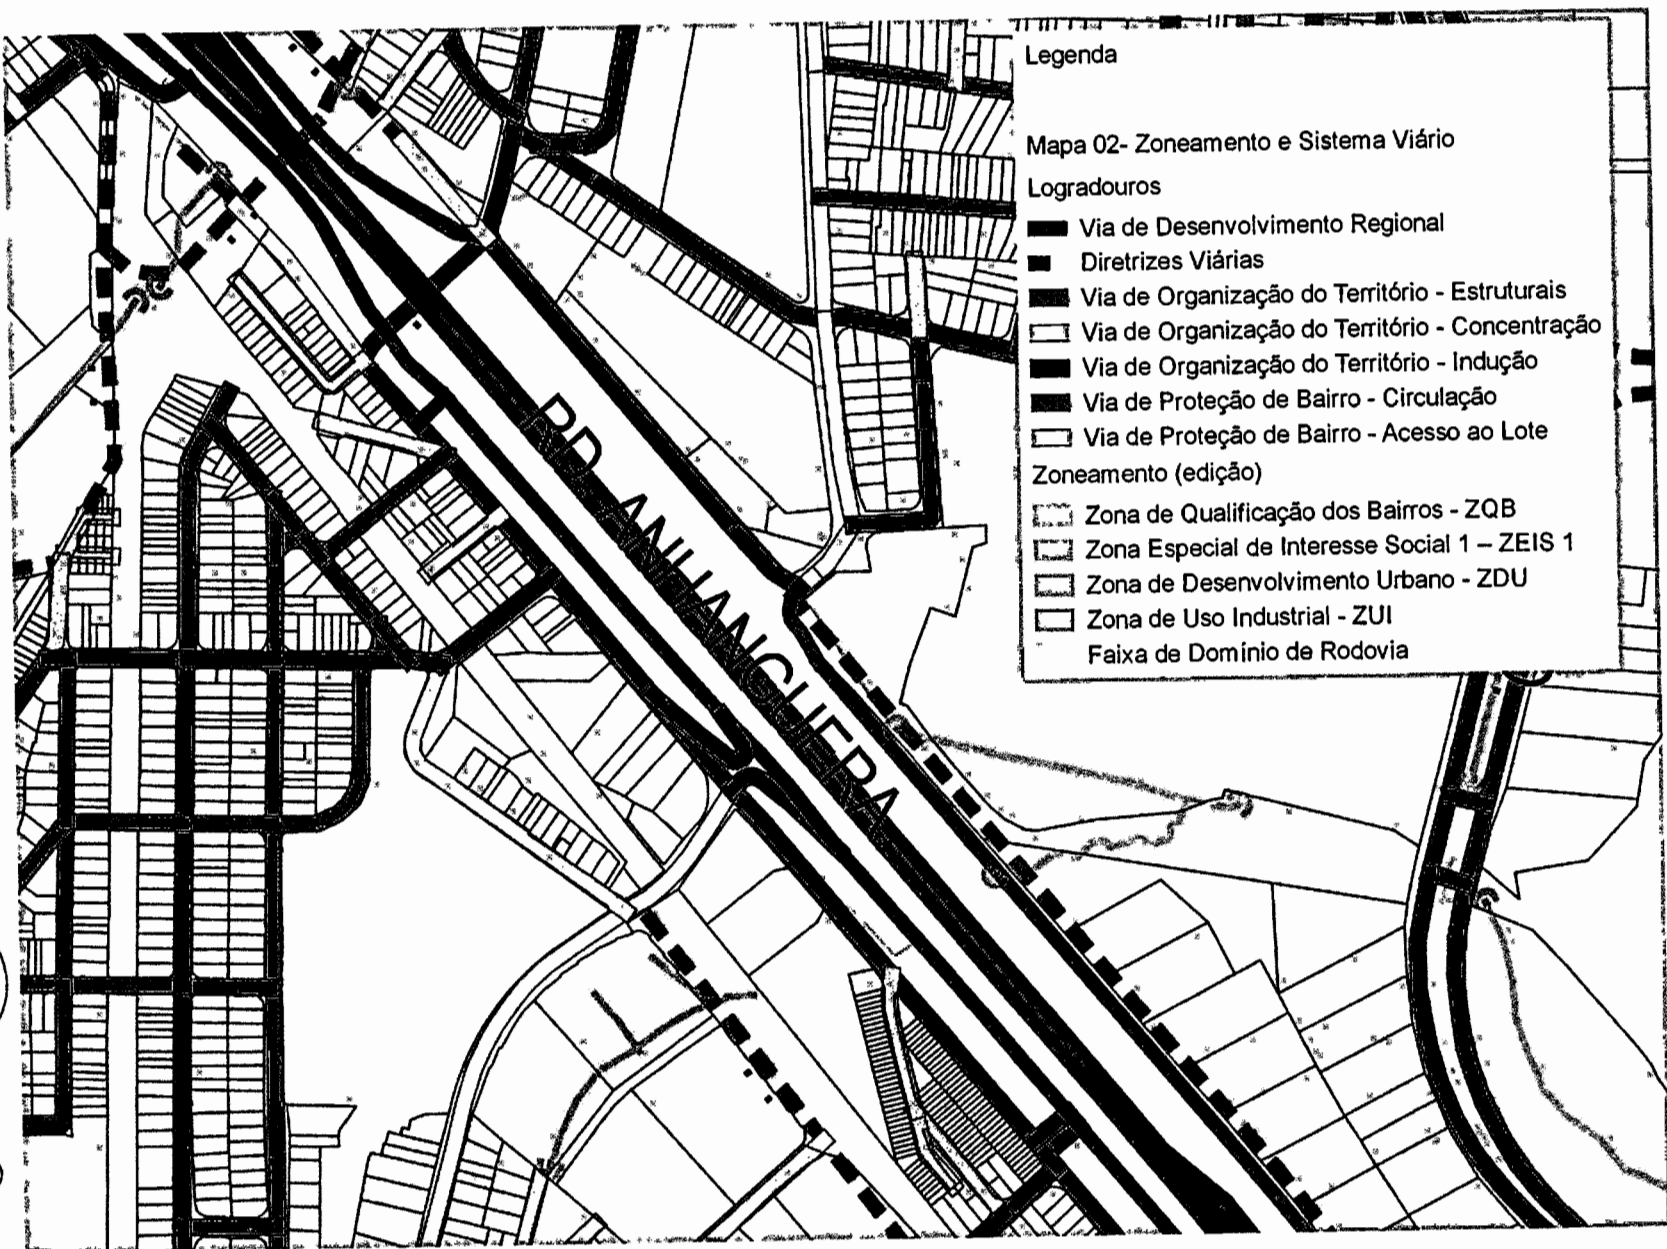 Legenda
Mapa 02- Zoneamento e Sistema Viário
Logradouros
Via de Desenvolvimento Regional
Diretrizes Viárias
Via de Organização do Território - Estruturais
Via de Organização do Território - Concentração
Via de Organização do Território - Indução
Via de Proteção de Bairro - Circulação
Via de Proteção de Bairro - Acesso ao Lote
Zoneamento (edição)
Zona de Qualificação dos Bairros - ZQB
Zona Especial de Interesse Social 1 – ZEIS 1
Zona de Desenvolvimento Urbano - ZDU
Zona de Uso Industrial - ZUI
Faixa de Domínio de Rodovia
RD. ANHANGUERA